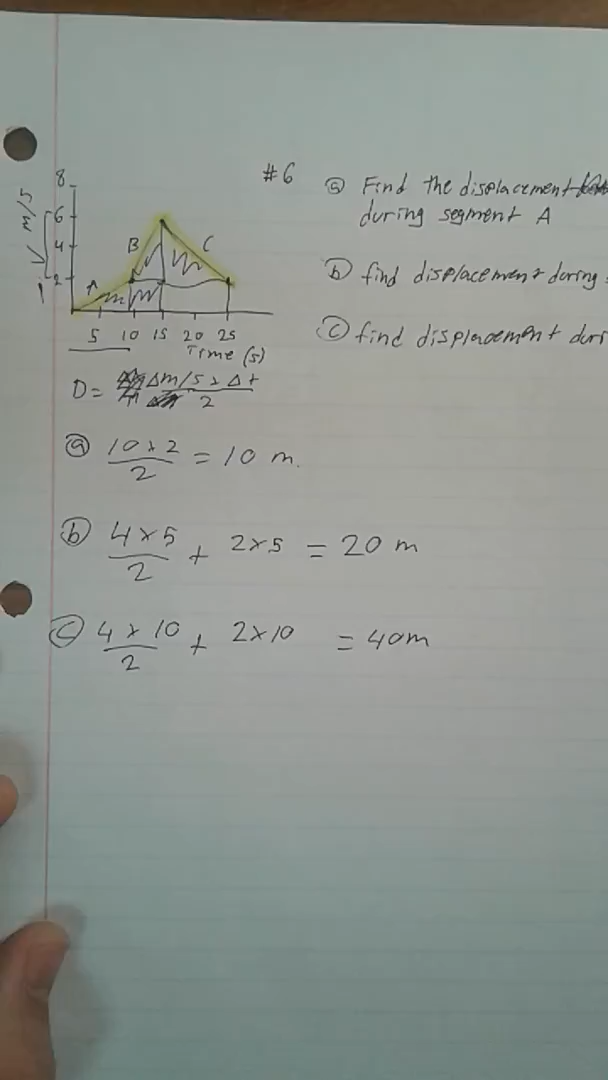 #6
ⓐ Find the displacement
during segment A
ⓑ find displacement during
ⓒ find displacement duri
8
6
4
2
m/s
A
B
C
5 10 15 20 25
Time (s)
D = Δm/s x Δt
2
ⓐ 10 x 2 = 10 m.
2
ⓑ 4 x 5 + 2 x 5 = 20 m
2
ⓒ 4 x 10 + 2 x 10 = 40m
2